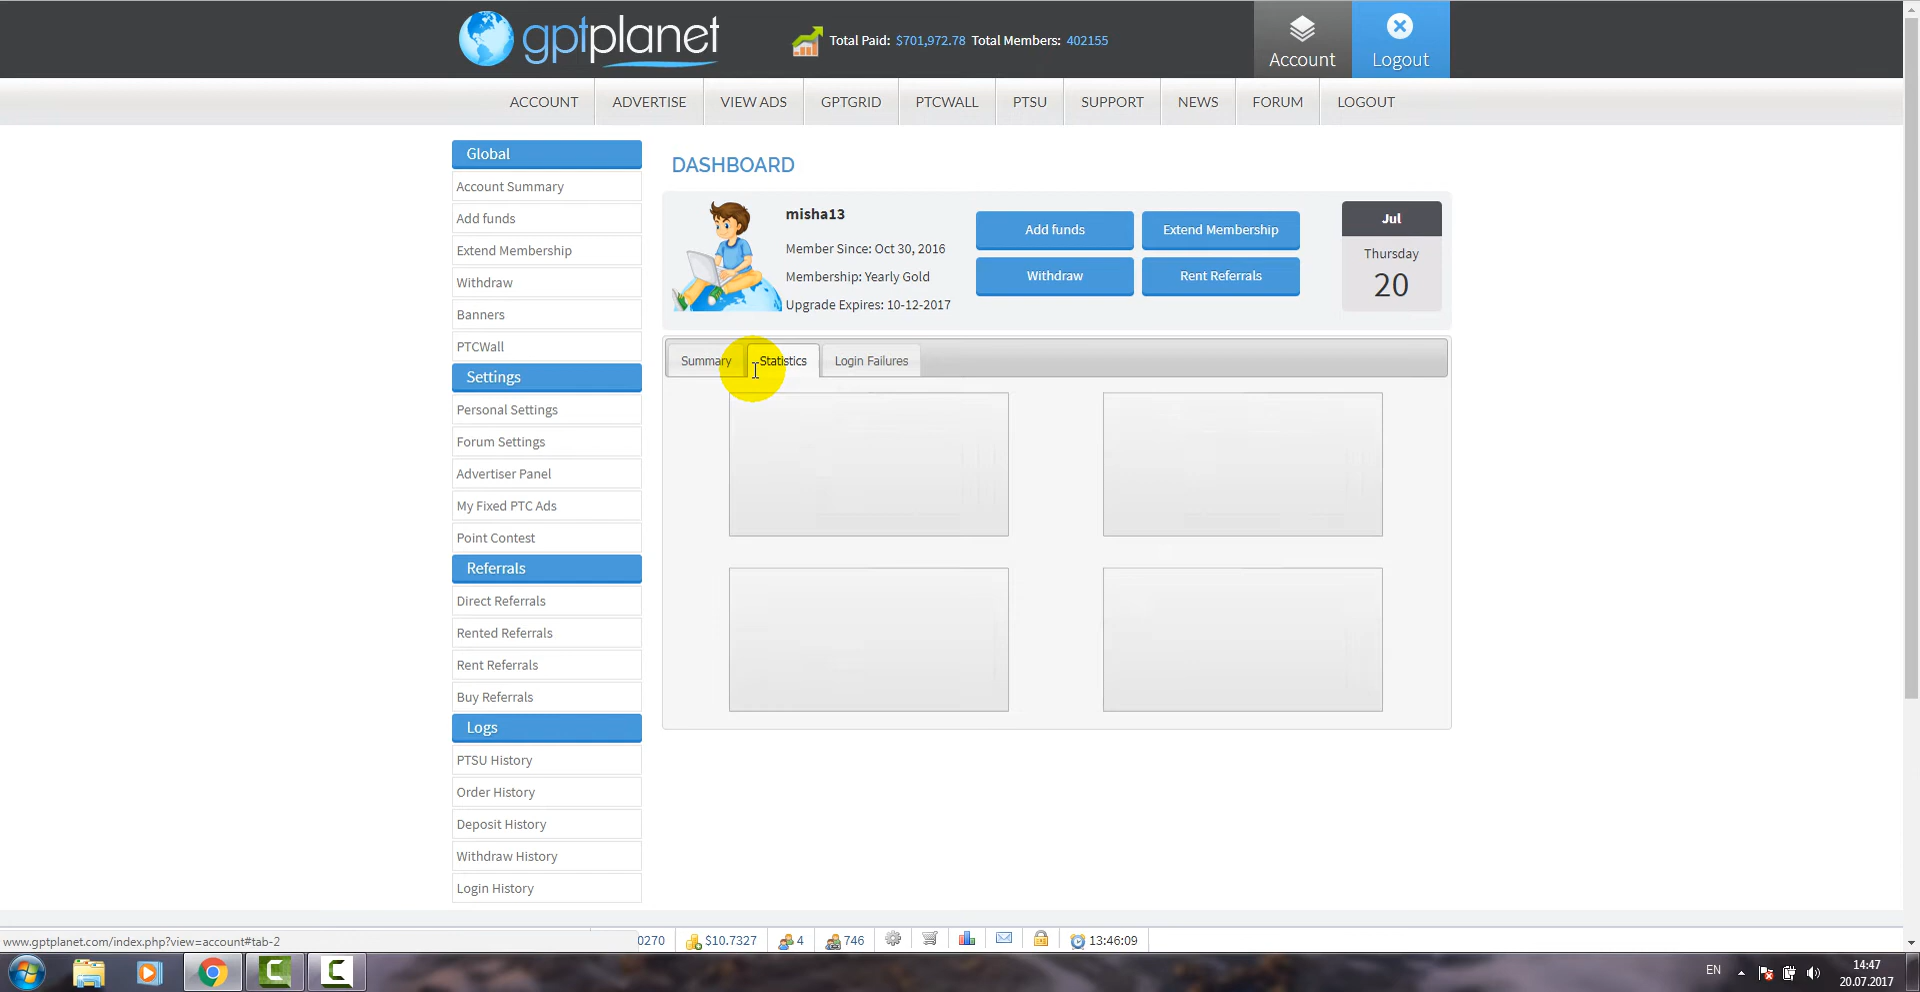 gptplanet
Total Paid: $701,972.78 Total Members: 402155
Account
Logout
ACCOUNT ADVERTISE VIEW ADS GPTGRID PTCWALL PTSU SUPPORT NEWS FORUM LOGOUT
Global
Account Summary
Add funds
Extend Membership
Withdraw
Banners
PTCWall
Settings
Personal Settings
Forum Settings
Advertiser Panel
My Fixed PTC Ads
Point Contest
Referrals
Direct Referrals
Rented Referrals
Rent Referrals
Buy Referrals
Logs
PTSU History
Order History
Deposit History
Withdraw History
Login History
DASHBOARD
misha13
Member Since: Oct 30, 2016
Membership: Yearly Gold
Upgrade Expires: 10-12-2017
Add funds Extend Membership
Withdraw Rent Referrals
Jul
Thursday
20
Summary Statistics Login Failures
www.gptplanet.com/index.php?view=account#tab-2
0270 $10.7327 4 746 13:46:09
EN
14:47
20.07.2017